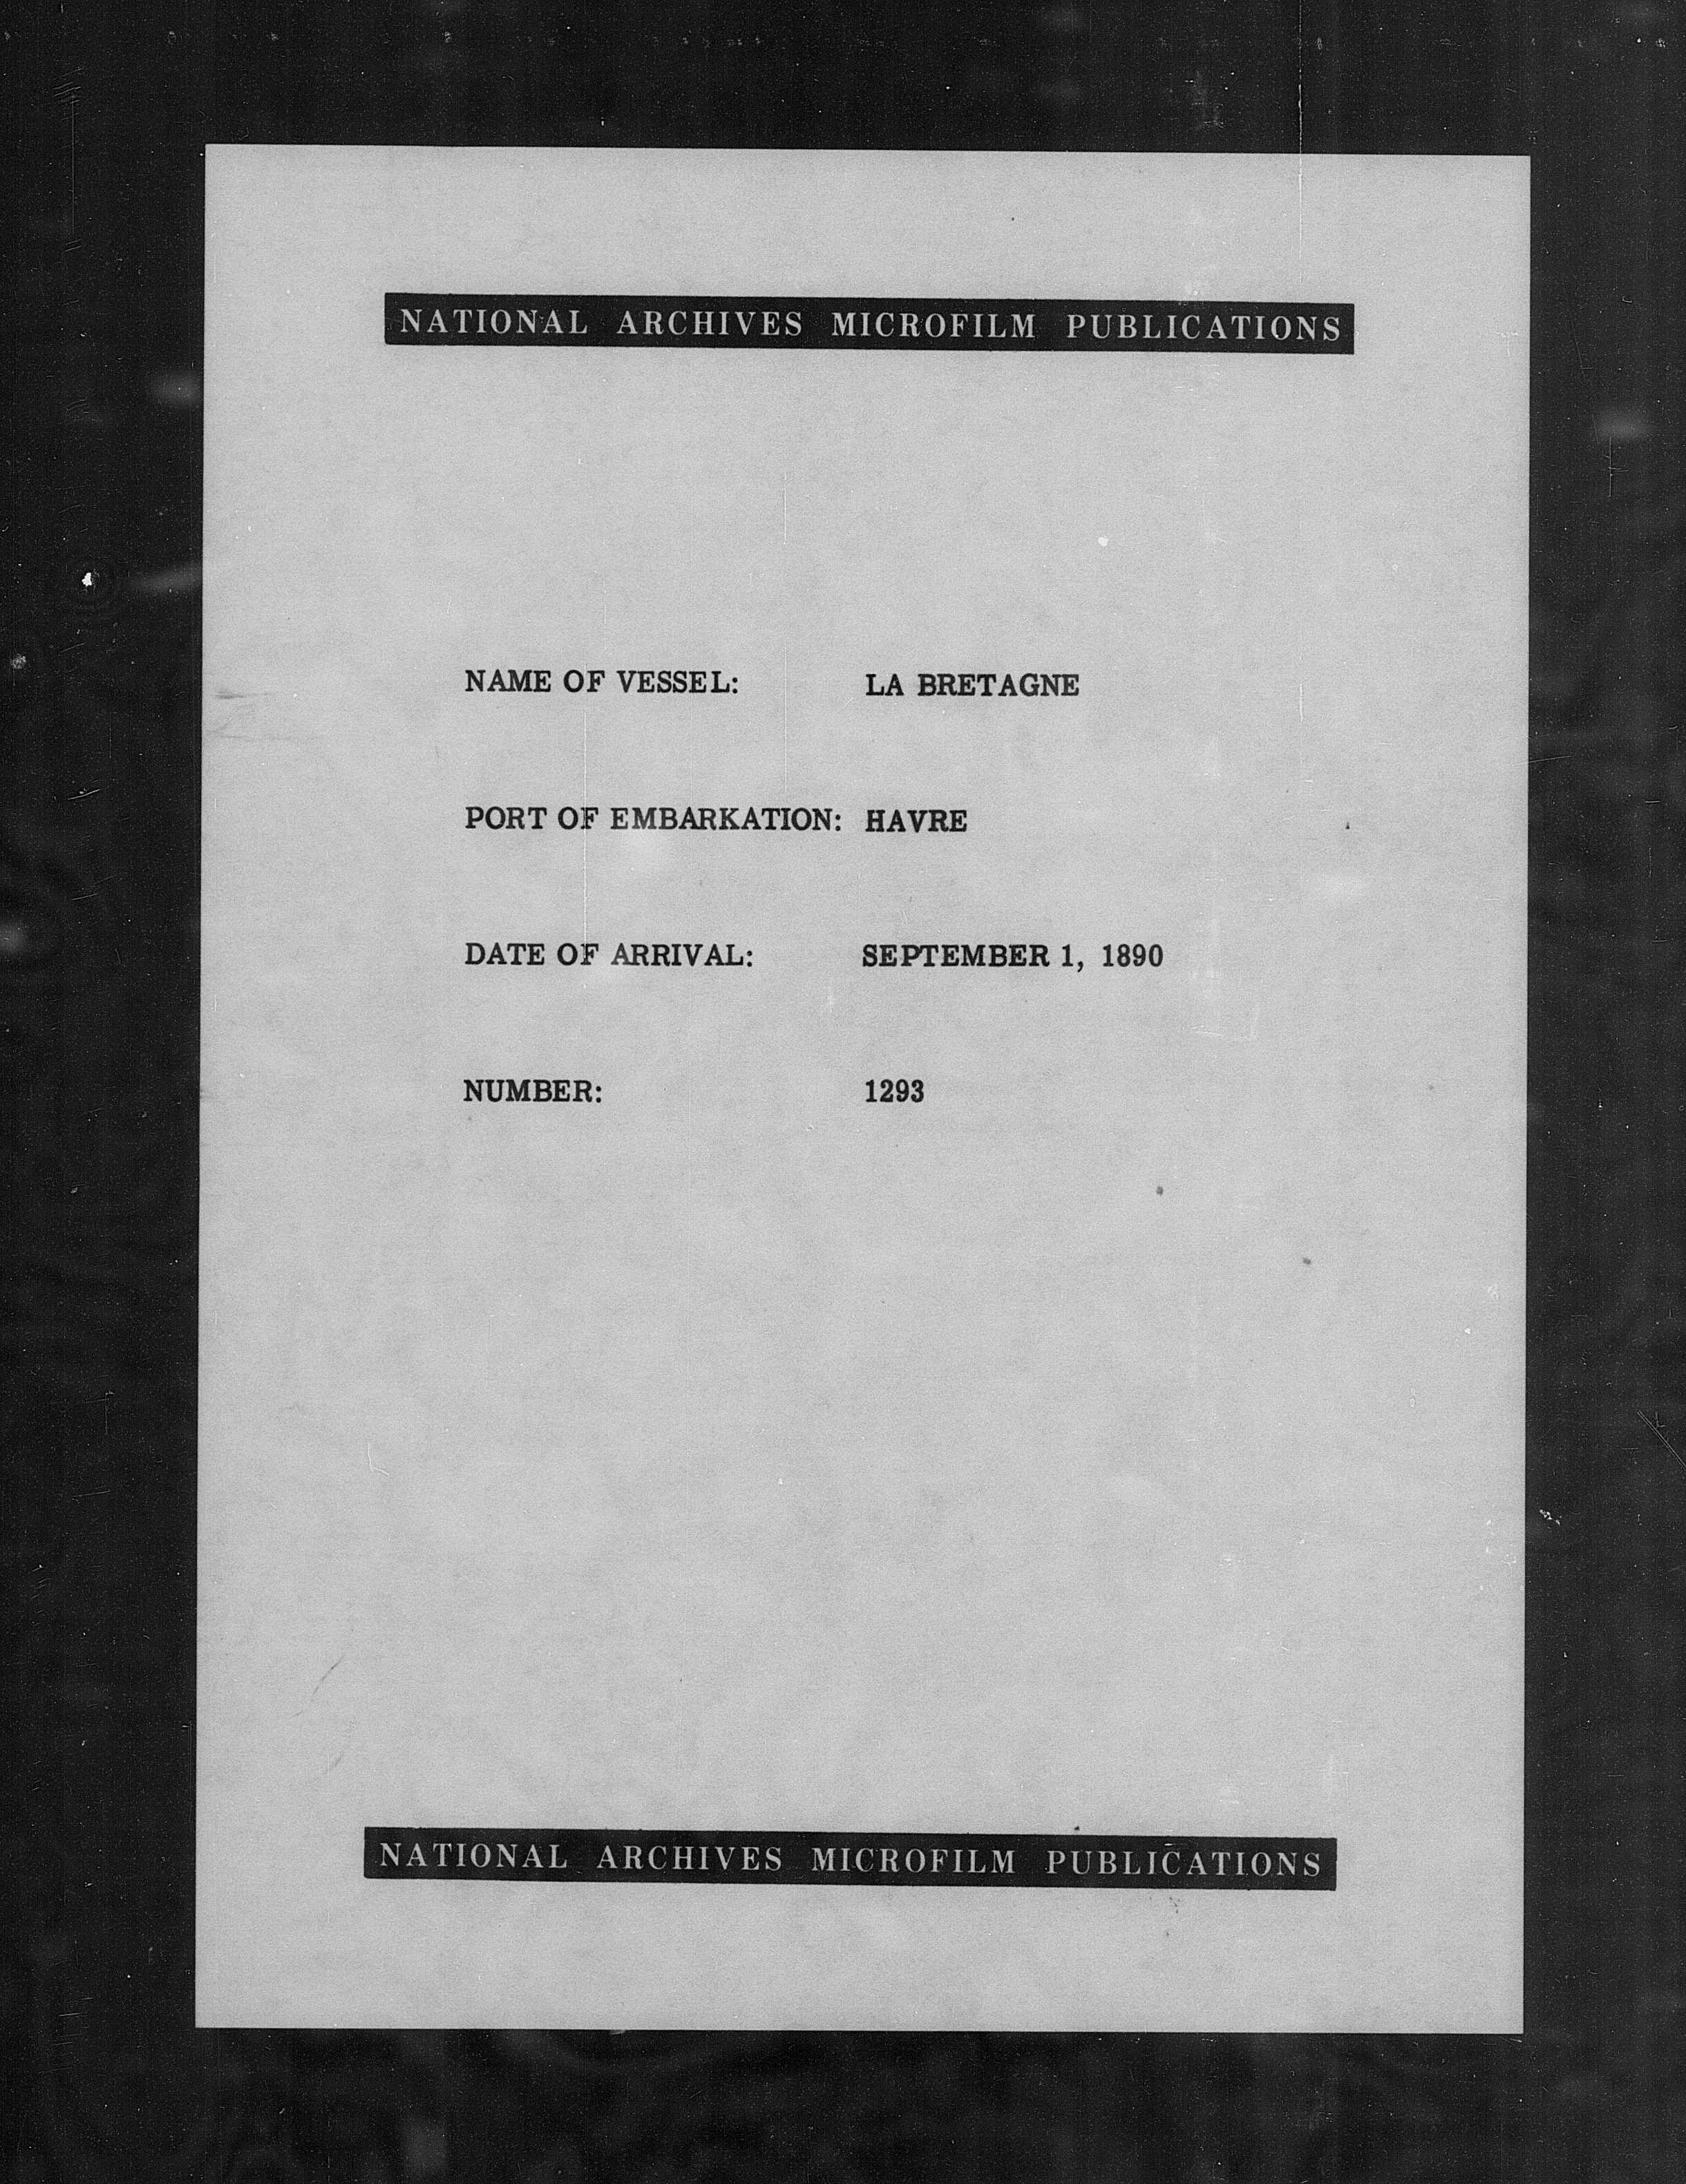 NATIONAL ARCHIVES MICROFILM PUBLICATIONS
NAME OF VESSEL: LA BRETAGNE
PORT OF EMBARKATION: HAVRE
DATE OF ARRIVAL: SEPTEMBER 1, 1890
NUMBER: 1293
NATIONAL ARCHIVES MICROFILM PUBLICATIONS